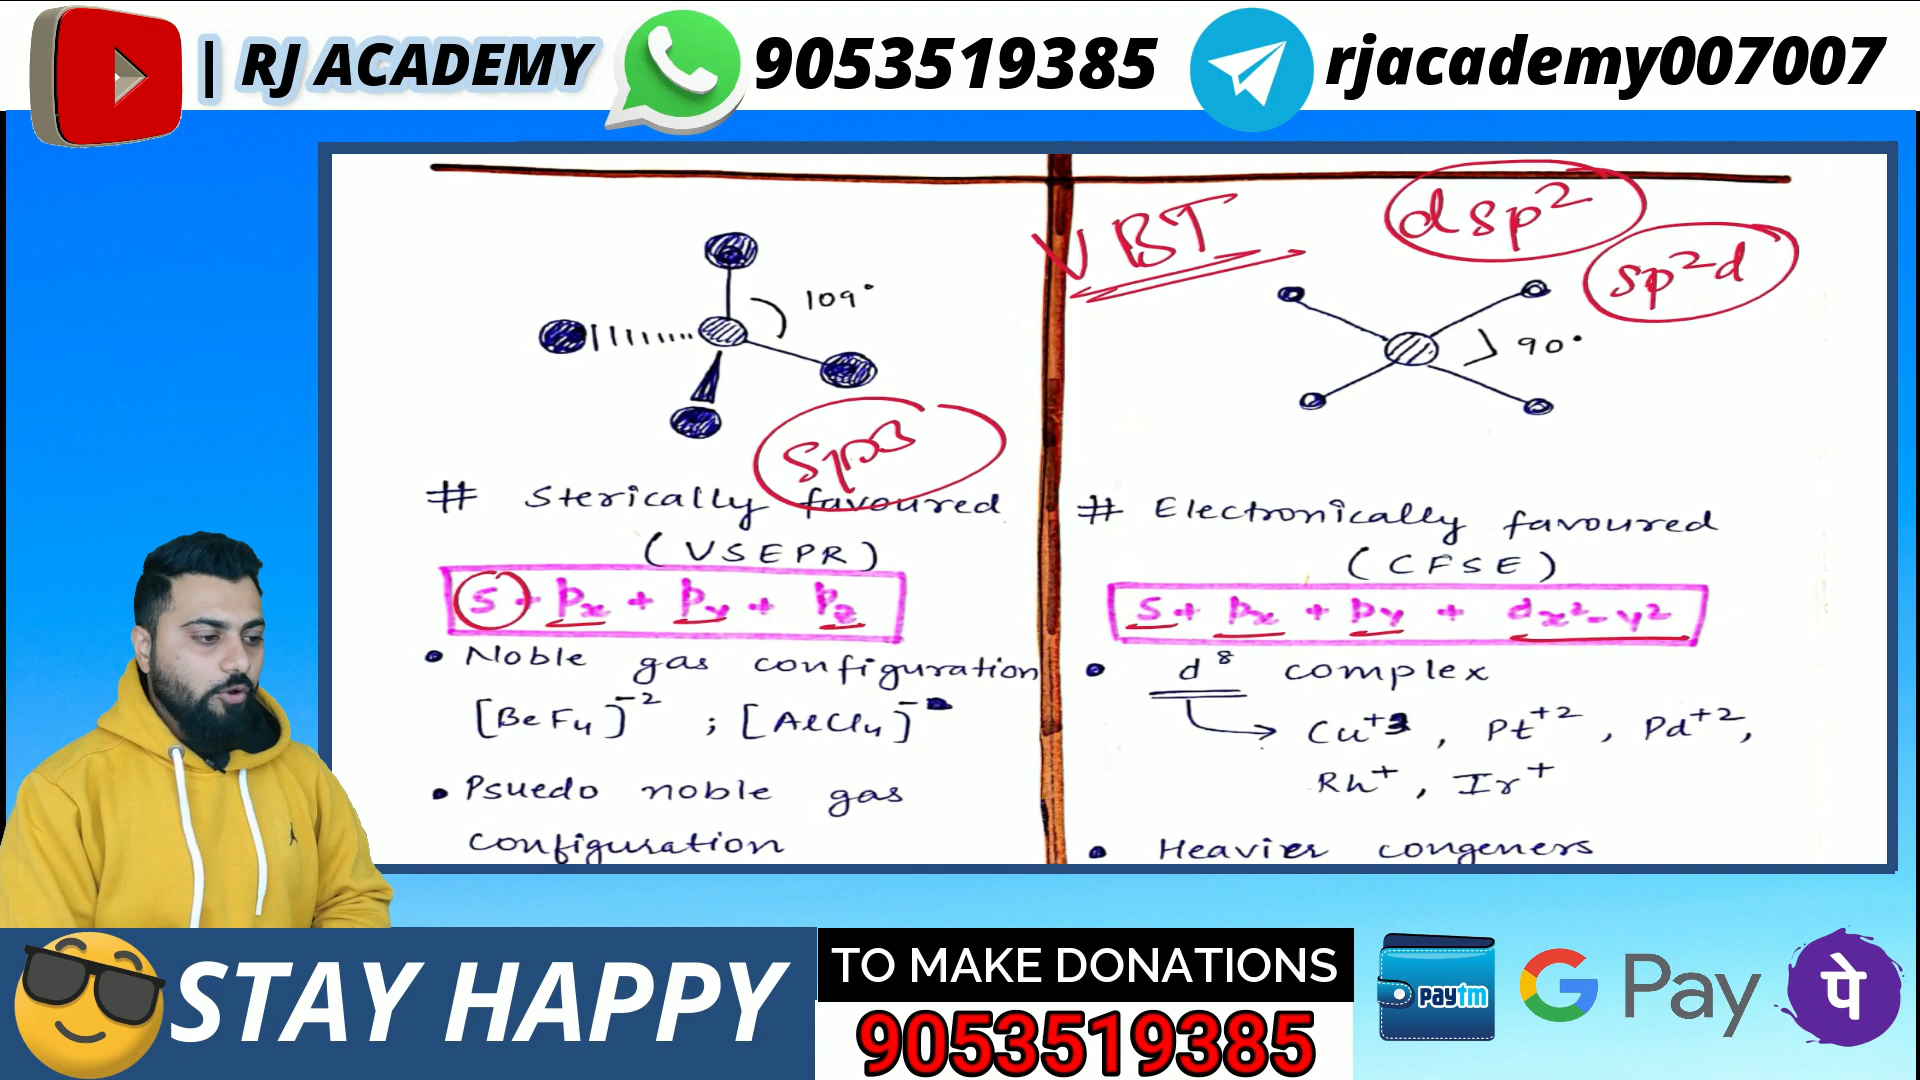 | RJ ACADEMY 9053519385 rjacademy007007
VBT
dsp²
sp²d
109°
90°
sp3
# Sterically favoured
(VSEPR)
s + px + py + pz
• Noble gas configuration
[BeF4]⁻² ; [AlCl4]⁻
• Psuedo noble gas
configuration
# Electronically favoured
(CFSE)
s + px + py + dx²-y²
• d⁸ complex
Cu⁺³ , Pt⁺² , Pd⁺²,
Rh⁺ , Ir⁺
• Heavier congeners
STAY HAPPY
TO MAKE DONATIONS
9053519385
paytm
G Pay
पे